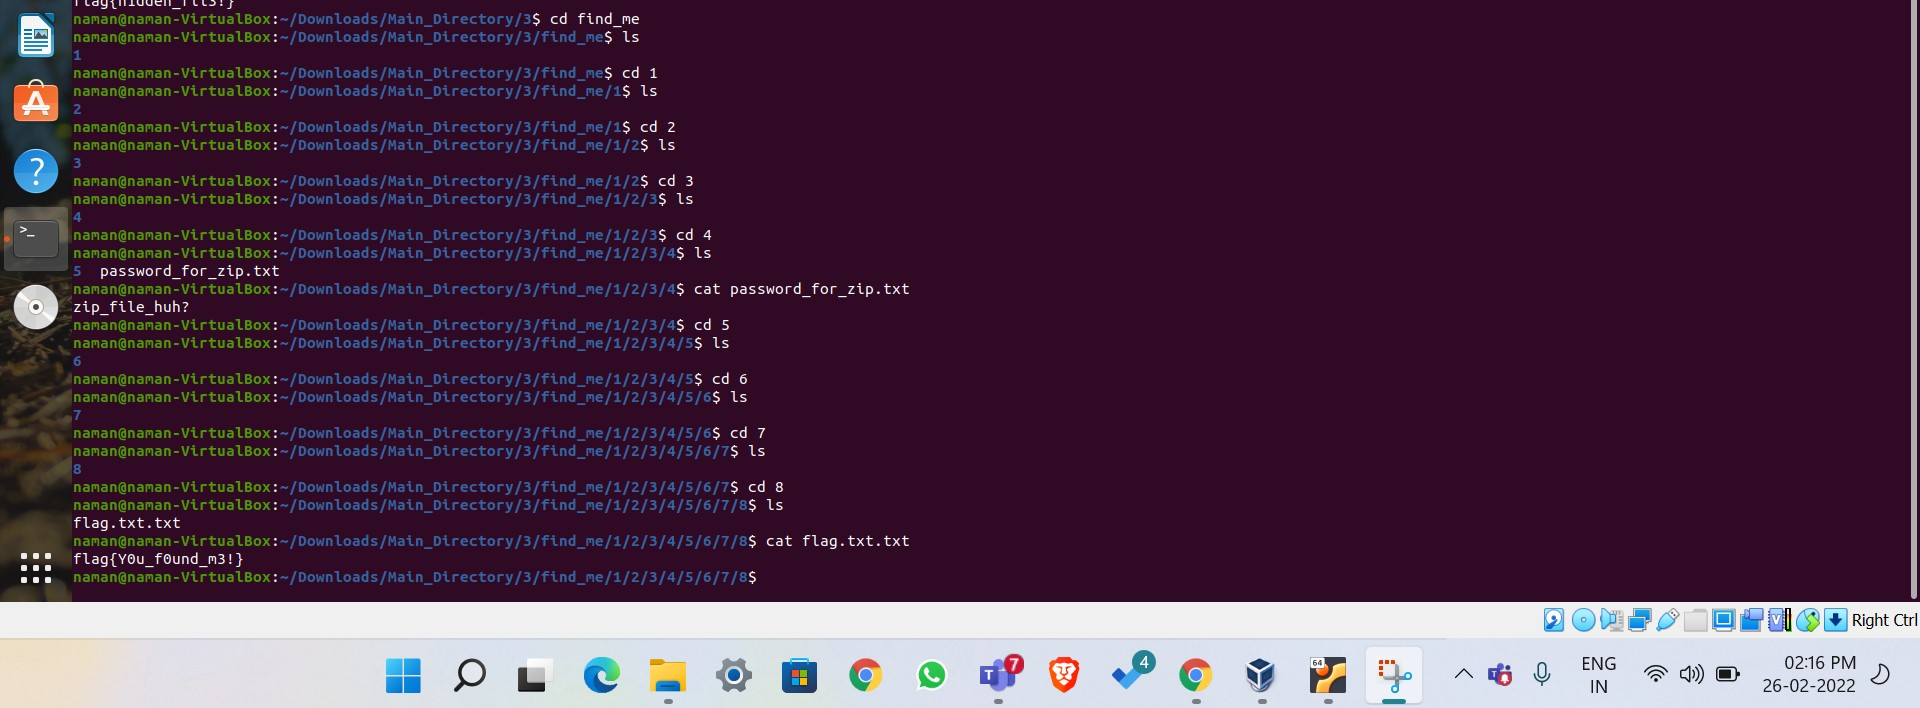 flag{hidden_fil3!}
naman@naman-VirtualBox:~/Downloads/Main_Directory/3$ cd find_me
naman@naman-VirtualBox:~/Downloads/Main_Directory/3/find_me$ ls
1
naman@naman-VirtualBox:~/Downloads/Main_Directory/3/find_me$ cd 1
naman@naman-VirtualBox:~/Downloads/Main_Directory/3/find_me/1$ ls
2
naman@naman-VirtualBox:~/Downloads/Main_Directory/3/find_me/1$ cd 2
naman@naman-VirtualBox:~/Downloads/Main_Directory/3/find_me/1/2$ ls
3
naman@naman-VirtualBox:~/Downloads/Main_Directory/3/find_me/1/2$ cd 3
naman@naman-VirtualBox:~/Downloads/Main_Directory/3/find_me/1/2/3$ ls
4
naman@naman-VirtualBox:~/Downloads/Main_Directory/3/find_me/1/2/3$ cd 4
naman@naman-VirtualBox:~/Downloads/Main_Directory/3/find_me/1/2/3/4$ ls
5  password_for_zip.txt
naman@naman-VirtualBox:~/Downloads/Main_Directory/3/find_me/1/2/3/4$ cat password_for_zip.txt
zip_file_huh?
naman@naman-VirtualBox:~/Downloads/Main_Directory/3/find_me/1/2/3/4$ cd 5
naman@naman-VirtualBox:~/Downloads/Main_Directory/3/find_me/1/2/3/4/5$ ls
6
naman@naman-VirtualBox:~/Downloads/Main_Directory/3/find_me/1/2/3/4/5$ cd 6
naman@naman-VirtualBox:~/Downloads/Main_Directory/3/find_me/1/2/3/4/5/6$ ls
7
naman@naman-VirtualBox:~/Downloads/Main_Directory/3/find_me/1/2/3/4/5/6$ cd 7
naman@naman-VirtualBox:~/Downloads/Main_Directory/3/find_me/1/2/3/4/5/6/7$ ls
8
naman@naman-VirtualBox:~/Downloads/Main_Directory/3/find_me/1/2/3/4/5/6/7$ cd 8
naman@naman-VirtualBox:~/Downloads/Main_Directory/3/find_me/1/2/3/4/5/6/7/8$ ls
flag.txt.txt
naman@naman-VirtualBox:~/Downloads/Main_Directory/3/find_me/1/2/3/4/5/6/7/8$ cat flag.txt.txt
flag{Y0u_f0und_m3!}
naman@naman-VirtualBox:~/Downloads/Main_Directory/3/find_me/1/2/3/4/5/6/7/8$
Right Ctrl
7
4
64
ENG
IN
02:16 PM
26-02-2022